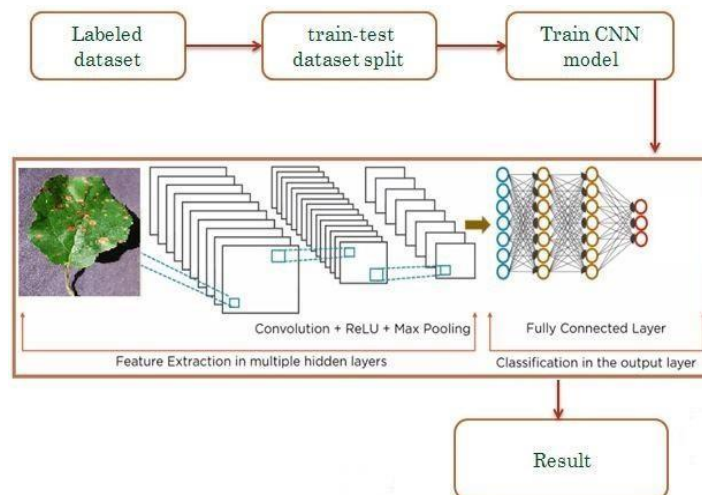 Labeled
dataset
train-test
dataset split
Train CNN
model
Convolution + ReLU + Max Pooling
Fully Connected Layer
Feature Extraction in multiple hidden layers
Classification in the output layer
Result